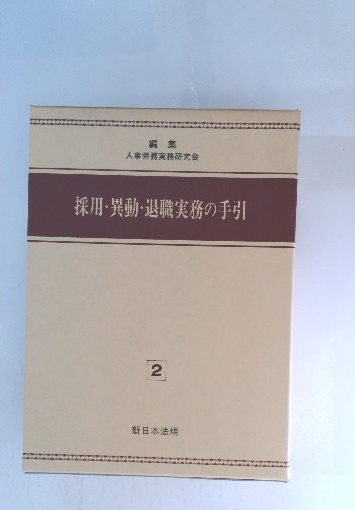 編集
人事労務実務研究会
採用・異動・退職実務の手引
2
新日本法規